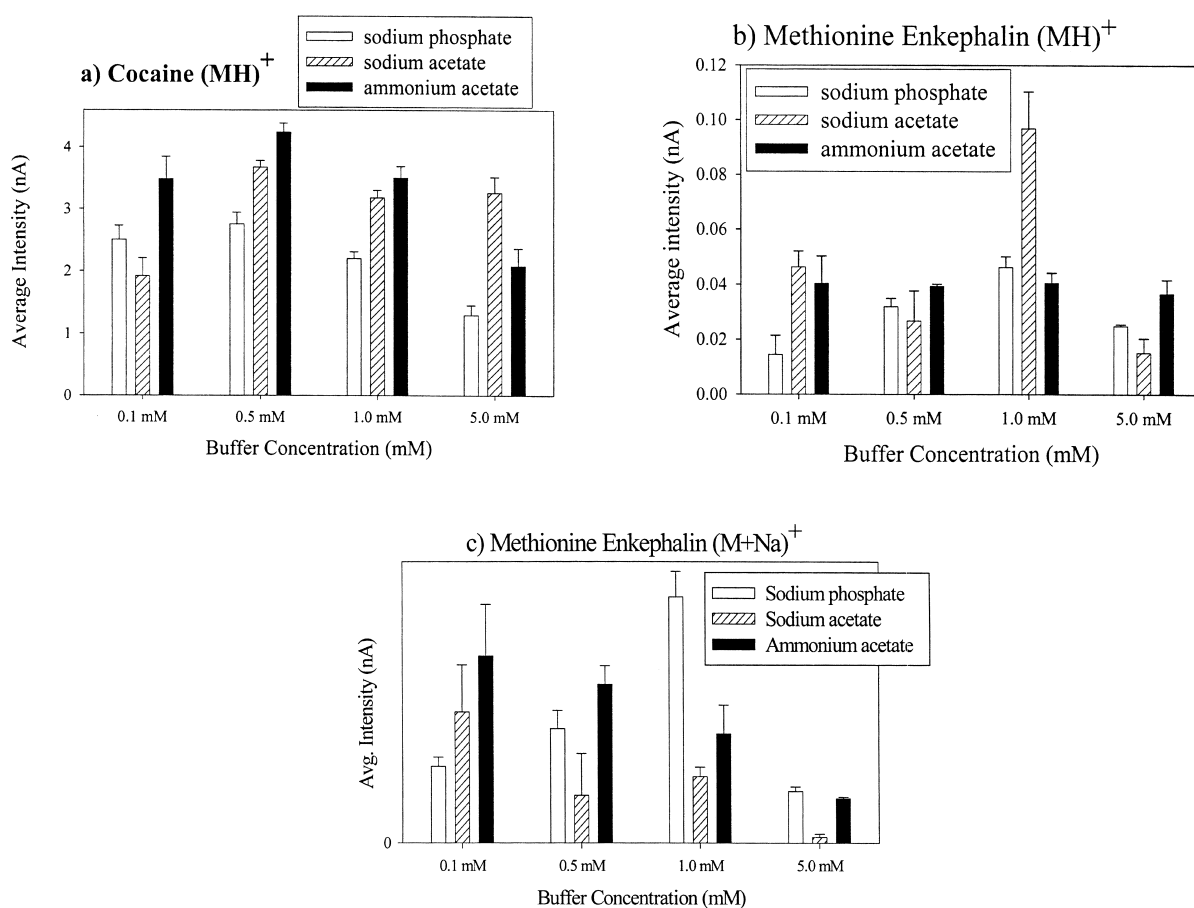 a) Cocaine (MH)+
sodium phosphate
sodium acetate
ammonium acetate
Average Intensity (nA)
4
3
2
1
0
0.1 mM
0.5 mM
1.0 mM
5.0 mM
Buffer Concentration (mM)
b) Methionine Enkephalin (MH)+
sodium phosphate
sodium acetate
ammonium acetate
Average intensity (nA)
0.12
0.10
0.08
0.06
0.04
0.02
0.00
0.1 mM
0.5 mM
1.0 mM
5.0 mM
Buffer Concentration (mM)
c) Methionine Enkephalin (M+Na)+
Sodium phosphate
Sodium acetate
Ammonium acetate
Avg. Intensity (nA)
0
0.1 mM
0.5 mM
1.0 mM
5.0 mM
Buffer Concentration (mM)